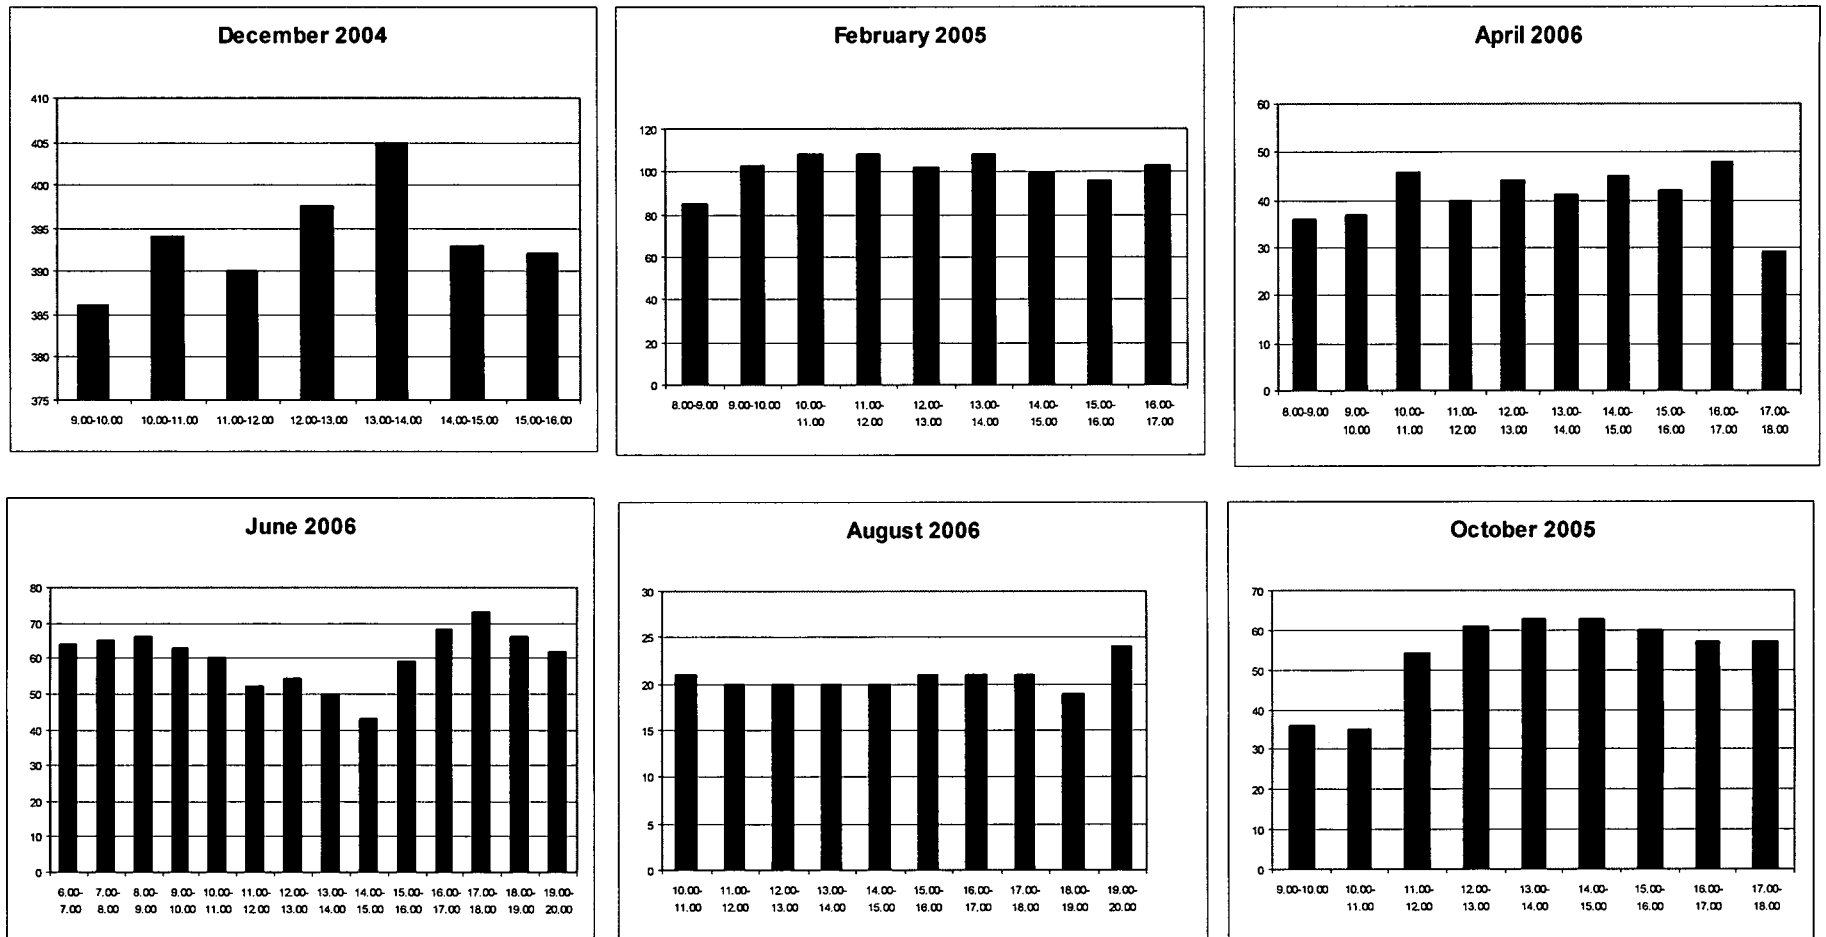 December 2004
410
405
400
395
390
385
380
375
9.00-10.00 10.00-11.00 11.00-12.00 12.00-13.00 13.00-14.00 14.00-15.00 15.00-16.00
February 2005
120
100
80
60
40
20
0
8.00-9.00 9.00-10.00 10.00- 11.00- 12.00- 13.00- 14.00- 15.00- 16.00-
11.00 12.00 13.00 14.00 15.00 16.00 17.00
April 2006
60
50
40
30
20
10
0
8.00-9.00 9.00- 10.00- 11.00- 12.00- 13.00- 14.00- 15.00- 16.00- 17.00-
10.00 11.00 12.00 13.00 14.00 15.00 16.00 17.00 18.00
June 2006
80
70
60
50
40
30
20
10
0
6.00- 7.00- 8.00- 9.00- 10.00- 11.00- 12.00- 13.00- 14.00- 15.00- 16.00- 17.00- 18.00- 19.00-
7.00 8.00 9.00 10.00 11.00 12.00 13.00 14.00 15.00 16.00 17.00 18.00 19.00 20.00
August 2006
30
25
20
15
10
5
0
10.00- 11.00- 12.00- 13.00- 14.00- 15.00- 16.00- 17.00- 18.00- 19.00-
11.00 12.00 13.00 14.00 15.00 16.00 17.00 18.00 19.00 20.00
October 2005
70
60
50
40
30
20
10
0
9.00-10.00 10.00- 11.00- 12.00- 13.00- 14.00- 15.00- 16.00- 17.00-
11.00 12.00 13.00 14.00 15.00 16.00 17.00 18.00